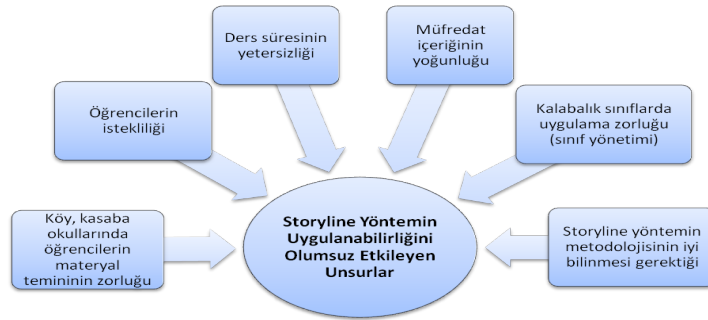 Ders süresinin
yetersizliği
Müfredat
içeriğinin
yoğunluğu
Öğrencilerin
istekliliği
Kalabalık sınıflarda
uygulama zorluğu
(sınıf yönetimi)
Köy, kasaba
okullarında
öğrencilerin
materyal
temininin zorluğu
Storyline Yöntemin
Uygulanabilirliğini
Olumsuz Etkileyen
Unsurlar
Storyline yöntemin
metodolojisinin iyi
bilinmesi gerektiği